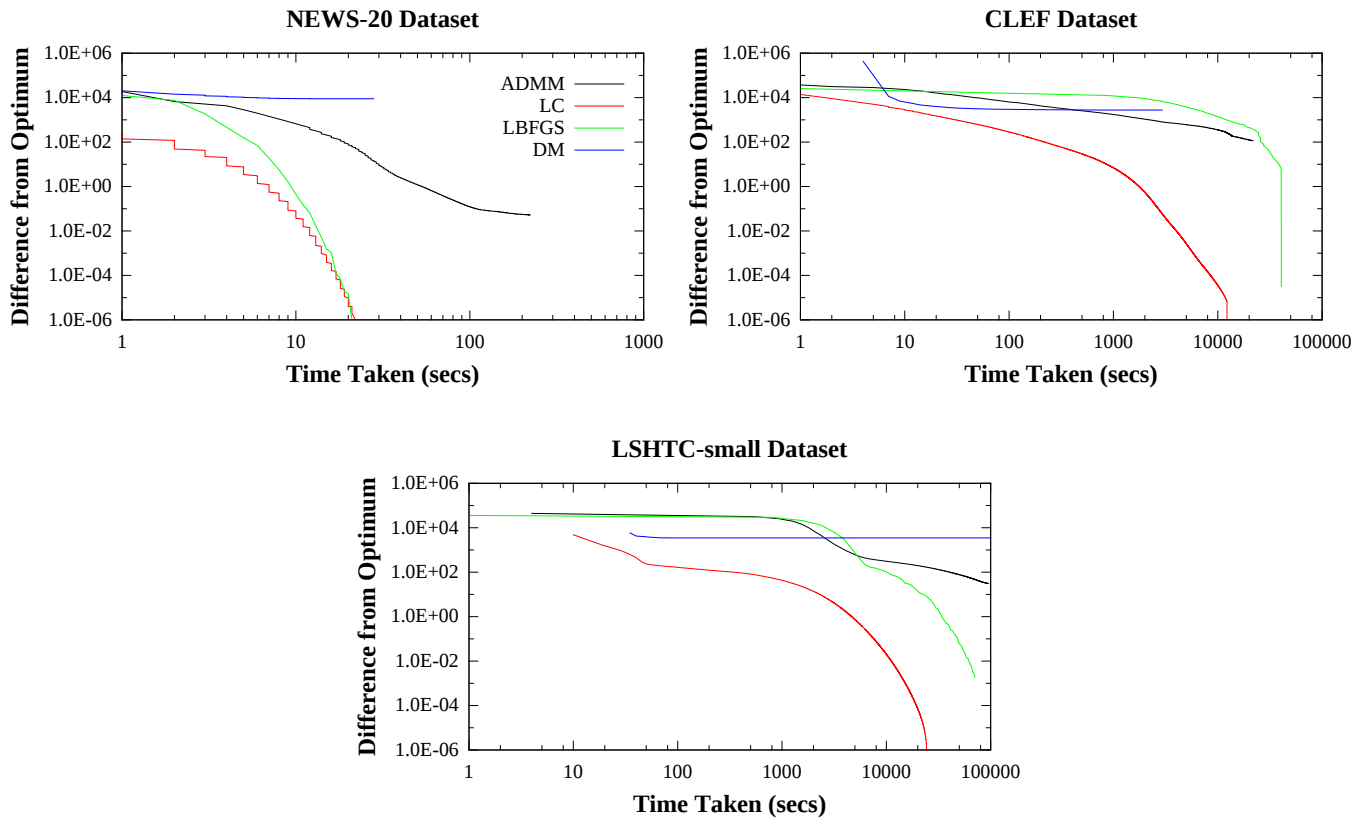 NEWS-20 Dataset
Difference from Optimum
1.0E+06
1.0E+04
1.0E+02
1.0E+00
1.0E-02
1.0E-04
1.0E-06
ADMM
LC
LBFGS
DM
1 10 100 1000
Time Taken (secs)
CLEF Dataset
Difference from Optimum
1.0E+06
1.0E+04
1.0E+02
1.0E+00
1.0E-02
1.0E-04
1.0E-06
1 10 100 1000 10000 100000
Time Taken (secs)
LSHTC-small Dataset
Difference from Optimum
1.0E+06
1.0E+04
1.0E+02
1.0E+00
1.0E-02
1.0E-04
1.0E-06
1 10 100 1000 10000 100000
Time Taken (secs)